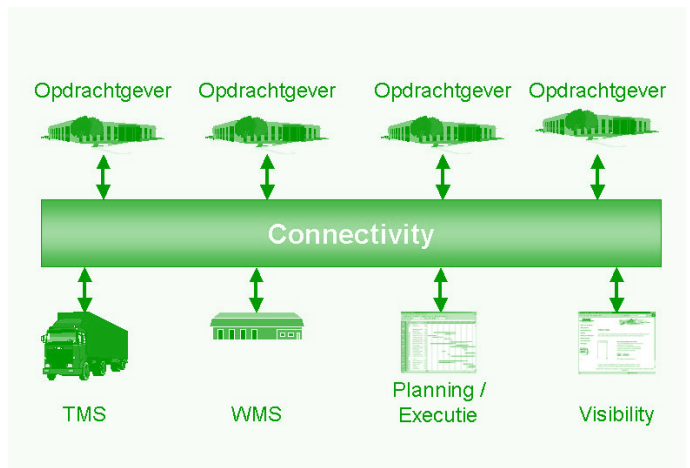 Opdrachtgever Opdrachtgever Opdrachtgever Opdrachtgever
Connectivity
TMS WMS Planning / Executie Visibility